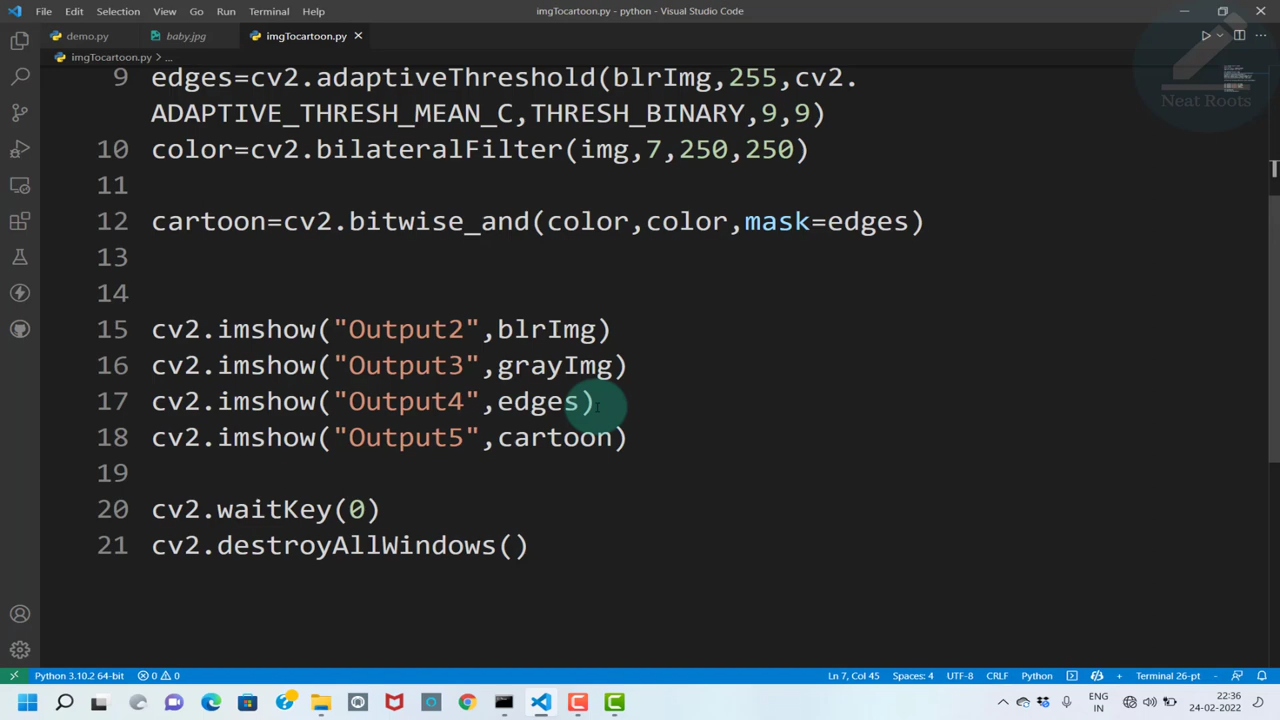 File Edit Selection View Go Run Terminal Help imgTocartoon.py - python - Visual Studio Code
demo.py baby.jpg imgTocartoon.py
imgTocartoon.py > ...
Neat Roots
9 edges=cv2.adaptiveThreshold(blrImg,255,cv2.
ADAPTIVE_THRESH_MEAN_C,THRESH_BINARY,9,9)
10 color=cv2.bilateralFilter(img,7,250,250)
11
12 cartoon=cv2.bitwise_and(color,color,mask=edges)
13
14
15 cv2.imshow("Output2",blrImg)
16 cv2.imshow("Output3",grayImg)
17 cv2.imshow("Output4",edges)
18 cv2.imshow("Output5",cartoon)
19
20 cv2.waitKey(0)
21 cv2.destroyAllWindows()
Python 3.10.2 64-bit 0 0 Ln 7, Col 45 Spaces: 4 UTF-8 CRLF Python Terminal 26-pt
ENG 22:36
IN 24-02-2022